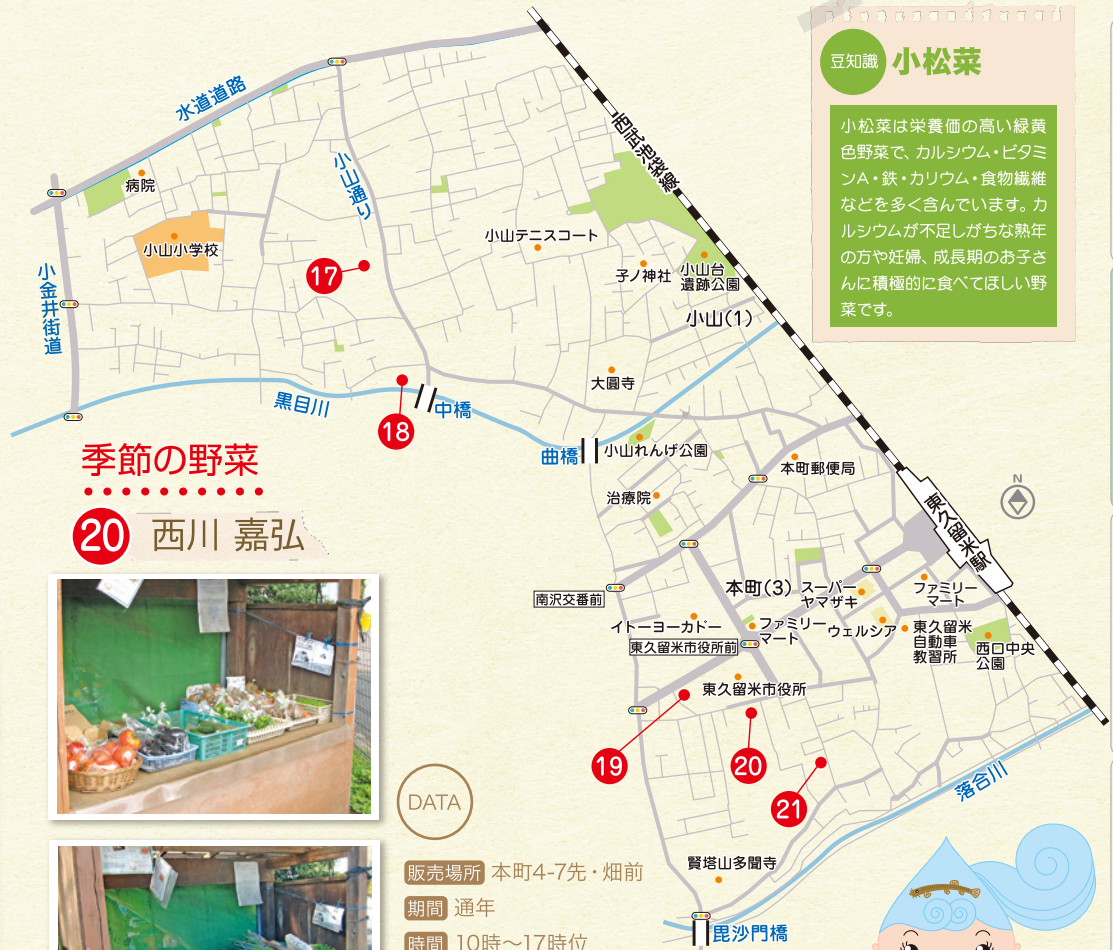 豆知識
小松菜
小松菜は栄養価の高い緑黄
色野菜で、カルシウム・ビタミ
ンA・鉄・カリウム・食物繊維
などを多く含んでいます。カ
ルシウムが不足しがちな熟年
の方や妊婦、成長期のお子さ
んに積極的に食べてほしい野
菜です。
水道道路
西武池袋線
小山通り
病院
小山小学校
小山テニスコート
17
子ノ神社
小山台
遺跡公園
小金井街道
小山(1)
大圓寺
黒目川
中橋
18
曲橋
小山れんげ公園
本町郵便局
N
治療院
東久留米駅
季節の野菜
20
西川 嘉弘
南沢交番前
本町(3)
スーパー
ヤマザキ
ファミリー
マート
イトーヨーカドー
ファミリー
マート
ウェルシア
東久留米
自動車
教習所
西口中央
公園
東久留米市役所前
東久留米市役所
19
20
21
落合川
賢塔山多聞寺
毘沙門橋
DATA
販売場所 本町4-7先・畑前
期間 通年
時間 10時〜17時位